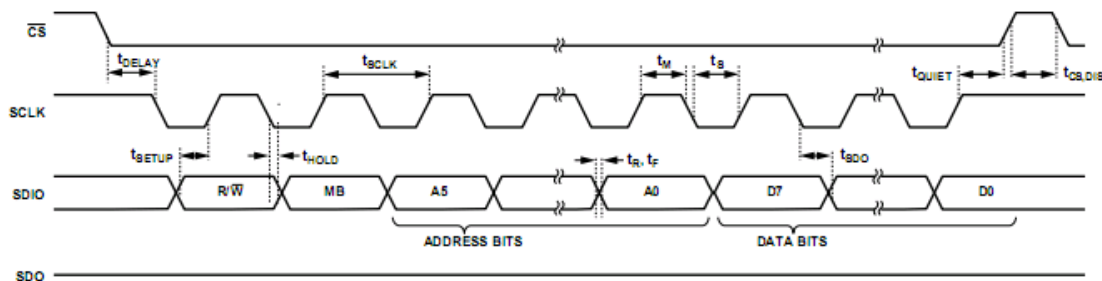 CS
tDELAY
tSCLK
tM
tS
tQUIET
tCS,DIS
SCLK
tSETUP
tHOLD
tR, tF
tSDO
SDIO
R/W
MB
A5
A0
D7
D0
ADDRESS BITS
DATA BITS
SDO